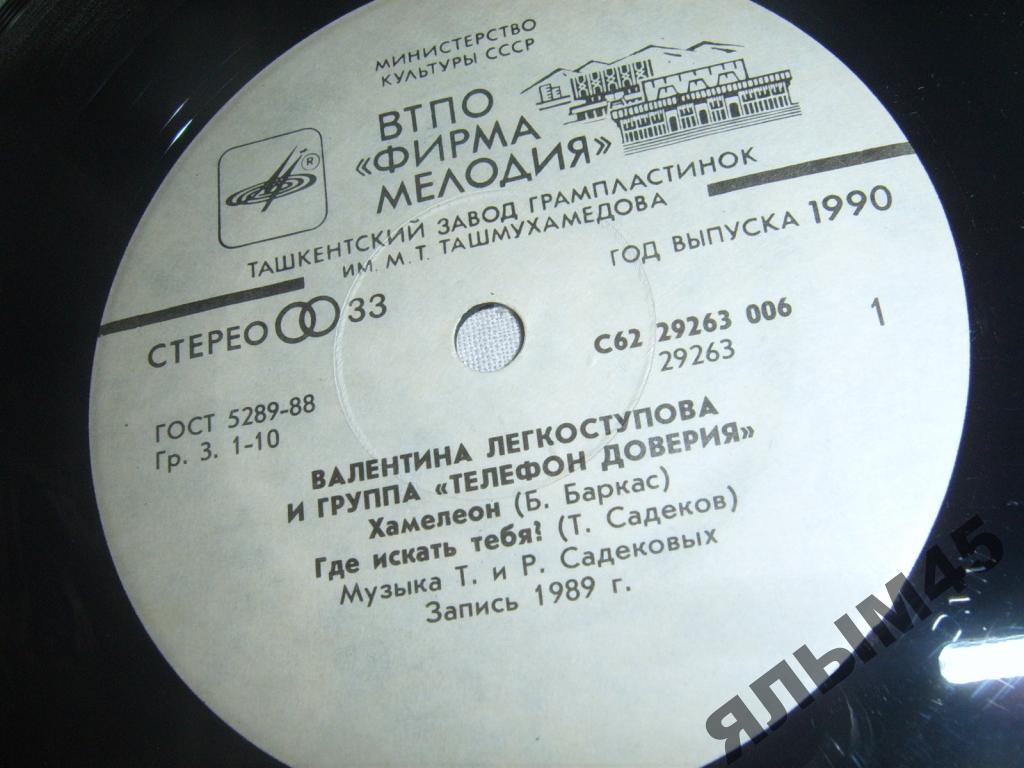 МИНИСТЕРСТВО
КУЛЬТУРЫ СССР
ВТПО
«ФИРМА
МЕЛОДИЯ»
®
ТАШКЕНТСКИЙ ЗАВОД ГРАМПЛАСТИНОК
ИМ. М. Т. ТАШМУХАМЕДОВА
ГОД ВЫПУСКА 1990
СТЕРЕО 33
С62 29263 006
29263
1
ГОСТ 5289-88
Гр. 3. 1-10
ВАЛЕНТИНА ЛЕГКОСТУПОВА
И ГРУППА «ТЕЛЕФОН ДОВЕРИЯ»
Хамелеон (Б. Баркас)
Где искать тебя? (Т. Садеков)
Музыка Т. и Р. Садековых
Запись 1989 г.
ЯЛЫМ45